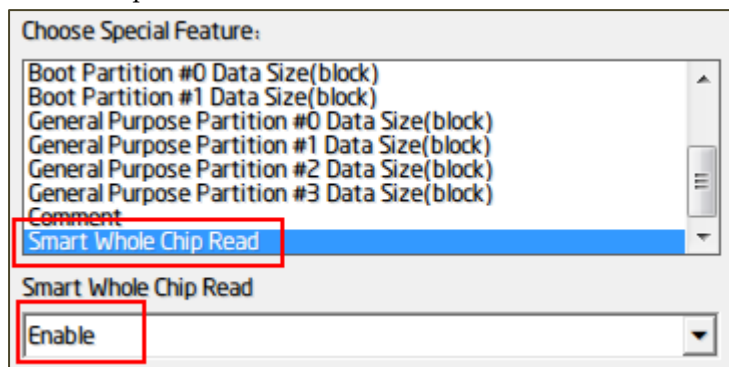 Choose Special Feature:
Boot Partition #0 Data Size(block)
Boot Partition #1 Data Size(block)
General Purpose Partition #0 Data Size(block)
General Purpose Partition #1 Data Size(block)
General Purpose Partition #2 Data Size(block)
General Purpose Partition #3 Data Size(block)
Comment
Smart Whole Chip Read
Smart Whole Chip Read
Enable